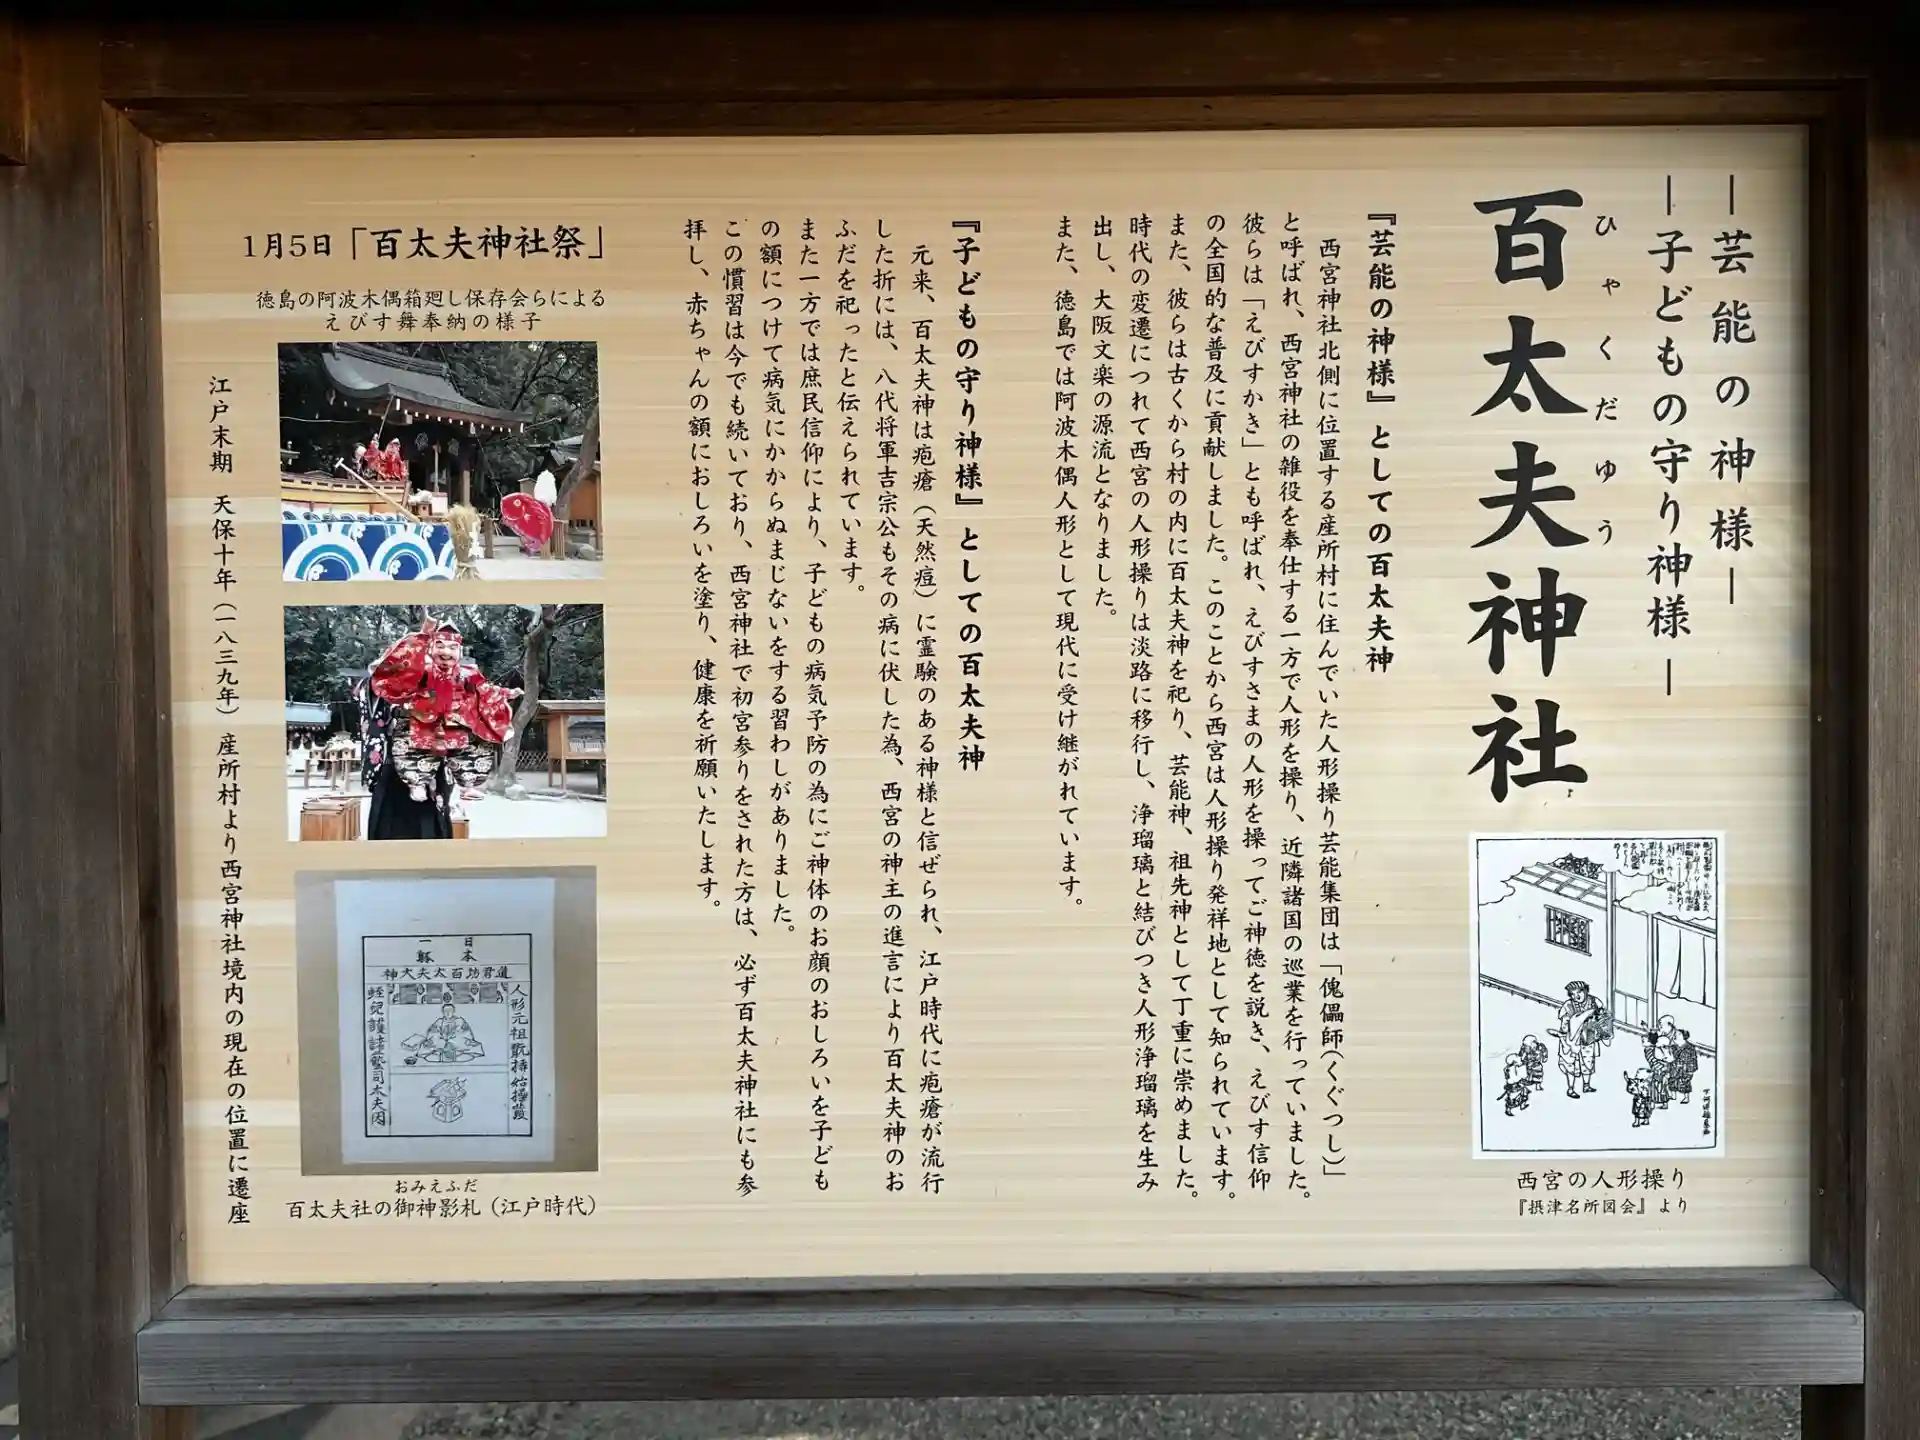 ―芸能の神様―
―子どもの守り神様―
ひゃくだゆう
百太夫神社
西宮の人形操り
『摂津名所図会』より
『芸能の神様』としての百太夫神
西宮神社北側に位置する産所村に住んでいた人形操り芸能集団は「傀儡師(くぐつし)」
と呼ばれ、西宮神社の雑役を奉仕する一方で人形を操り、近隣諸国の巡業を行っていました。
彼らは「えびすかき」とも呼ばれ、えびすさまの人形を操ってご神徳を説き、えびす信仰
の全国的な普及に貢献しました。このことから西宮は人形操り発祥地として知られています。
また、彼らは古くから村の内に百太夫神を祀り、芸能神、祖先神として丁重に崇めました。
時代の変遷につれて西宮の人形操りは淡路に移行し、浄瑠璃と結びつき人形浄瑠璃を生み
出し、大阪文楽の源流となりました。
また、徳島では阿波木偶人形として現代に受け継がれています。
『子どもの守り神様』としての百太夫神
元来、百太夫神は疱瘡（天然痘）に霊験のある神様と信ぜられ、江戸時代に疱瘡が流行
した折には、八代将軍吉宗公もその病に伏した為、西宮の神主の進言により百太夫神のお
ふだを祀ったと伝えられています。
また一方では庶民信仰により、子どもの病気予防の為にご神体のお顔のおしろいを子ども
の額につけて病気にかからぬまじないをする習わしがありました。
この慣習は今でも続いており、西宮神社で初宮参りをされた方は、必ず百太夫神社にも参
拝し、赤ちゃんの額におしろいを塗り、健康を祈願いたします。
1月5日「百太夫神社祭」
徳島の阿波木偶箱廻し保存会らによる
えびす舞奉納の様子
日本
一
道君坊百太夫大神
人形元祖
諸藝司太夫
おみえふだ
百太夫社の御神影札（江戸時代）
江戸末期　天保十年（一八三九年）産所村より西宮神社境内の現在の位置に遷座